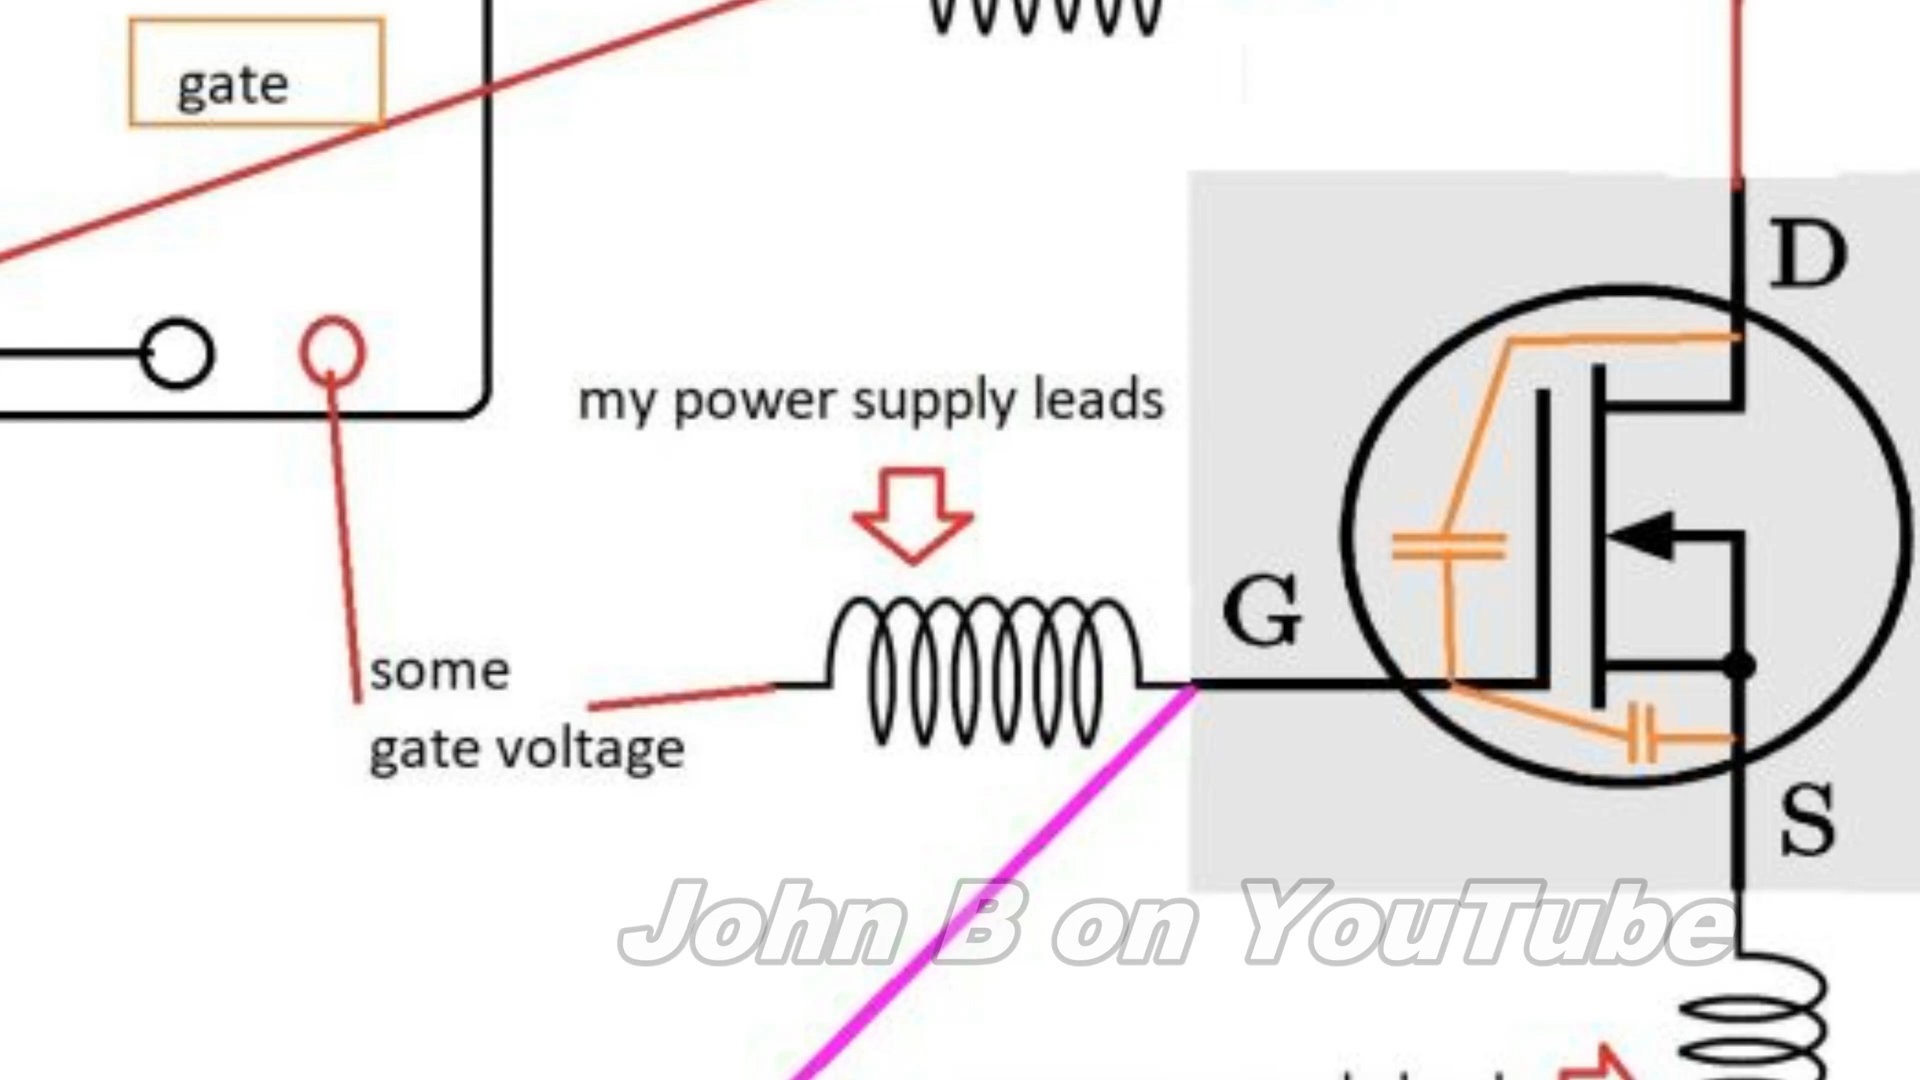 gate
D
my power supply leads
G
some
gate voltage
S
John B on YouTube